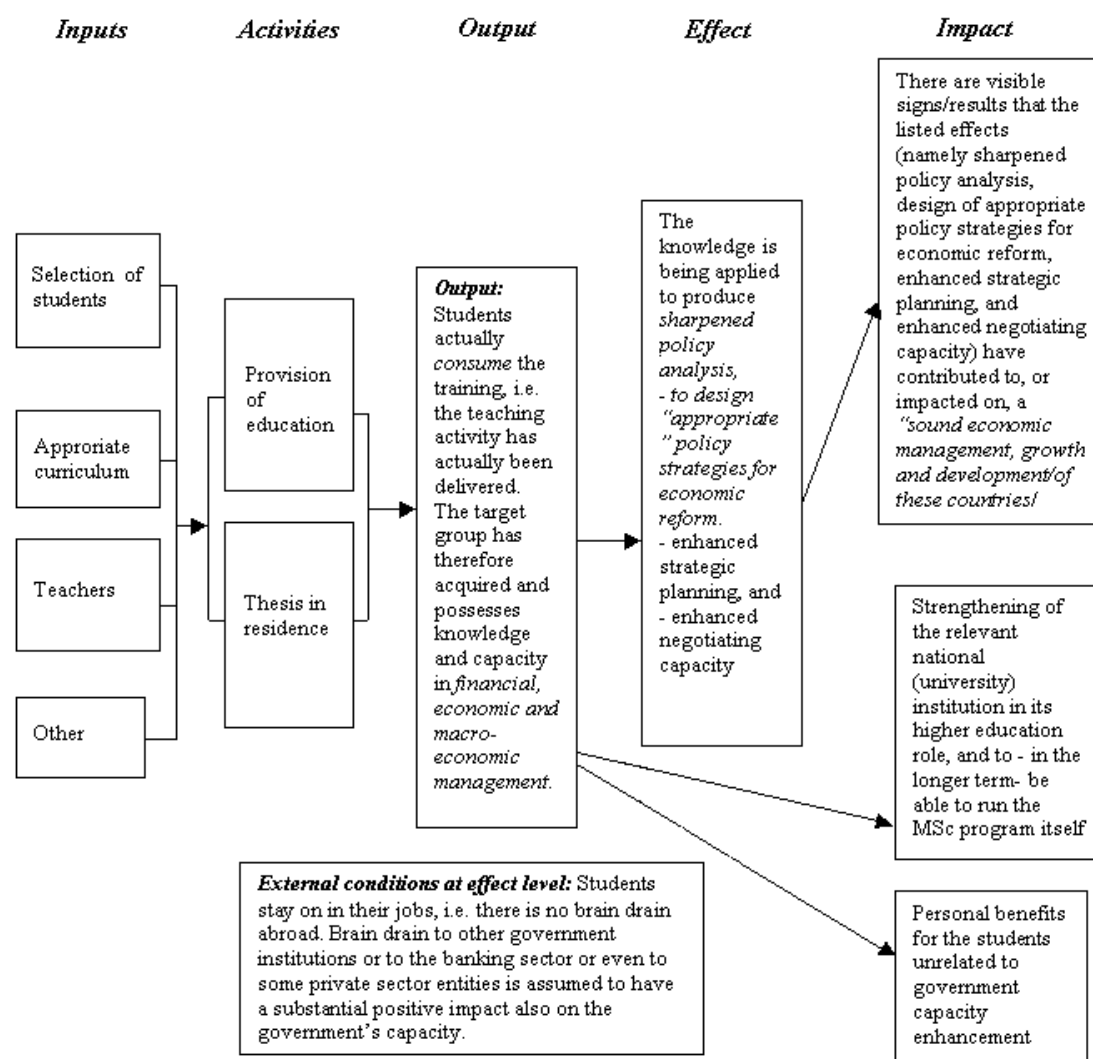 Inputs
Activities
Output
Effect
Impact
Selection of
students
Approriate
curriculum
Teachers
Other
Provision
of
education
Thesis in
residence
Output:
Students
actually
consume the
training, i.e.
the teaching
activity has
actually been
delivered.
The target
group has
therefore
acquired and
possesses
knowledge
and capacity
in financial,
economic and
macro-
economic
management.
The
knowledge is
being applied
to produce
sharpened
policy
analysis,
- to design
“appropriate
” policy
strategies for
economic
reform.
- enhanced
strategic
planning, and
- enhanced
negotiating
capacity
There are visible
signs/results that the
listed effects
(namely sharpened
policy analysis,
design of appropriate
policy strategies for
economic reform,
enhanced strategic
planning, and
enhanced negotiating
capacity) have
contributed to, or
impacted on, a
“sound economic
management, growth
and development/of
these countries/
Strengthening of
the relevant
national
(university)
institution in its
higher education
role, and to - in the
longer term- be
able to run the
MSc program itself
Personal benefits
for the students
unrelated to
government
capacity
enhancement
External conditions at effect level: Students
stay on in their jobs, i.e. there is no brain drain
abroad. Brain drain to other government
institutions or to the banking sector or even to
some private sector entities is assumed to have
a substantial positive impact also on the
government’s capacity.